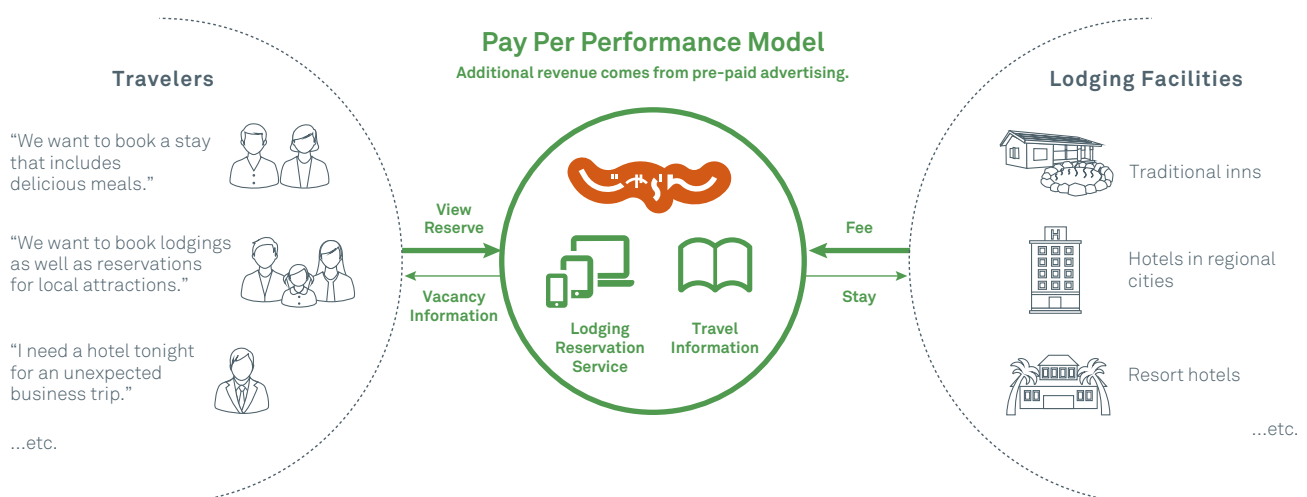 Pay Per Performance Model
Additional revenue comes from pre-paid advertising.
Travelers
“We want to book a stay
that includes
delicious meals.”
“We want to book lodgings
as well as reservations
for local attractions.”
“I need a hotel tonight
for an unexpected
business trip.”
...etc.
View
Reserve
Vacancy
Information
Lodging
Reservation
Service
Travel
Information
Fee
Stay
Lodging Facilities
Traditional inns
H
Hotels in regional
cities
Resort hotels
...etc.